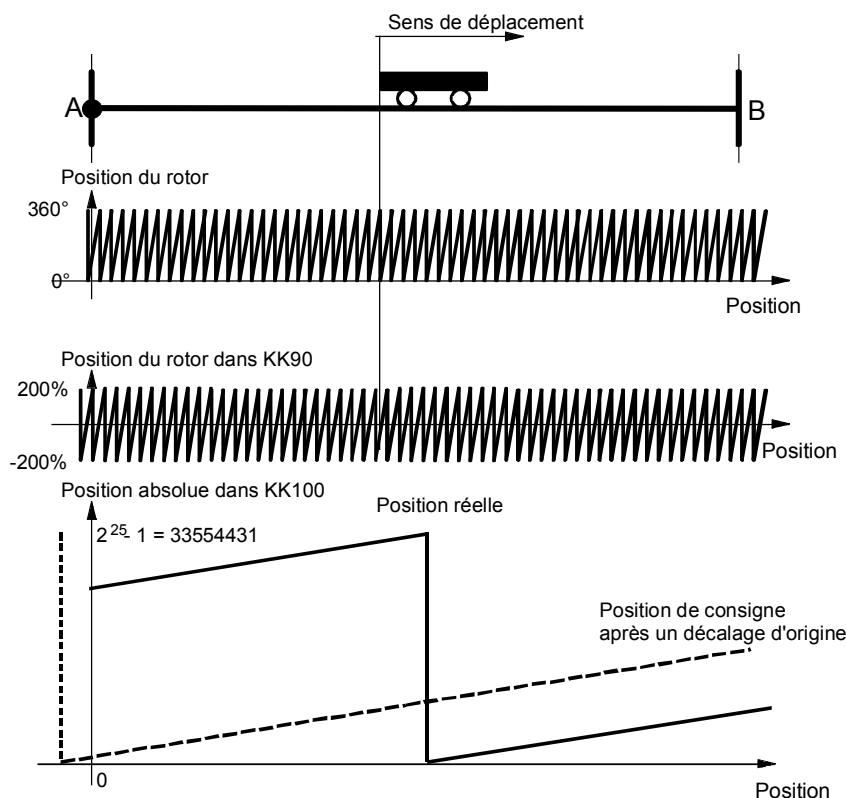 Sens de déplacement
A
B
Position du rotor
360°
0°
Position
Position du rotor dans KK90
200%
-200%
Position
Position absolue dans KK100
Position réelle
2 25- 1 = 33554431
Position de consigne
après un décalage d'origine
0
Position